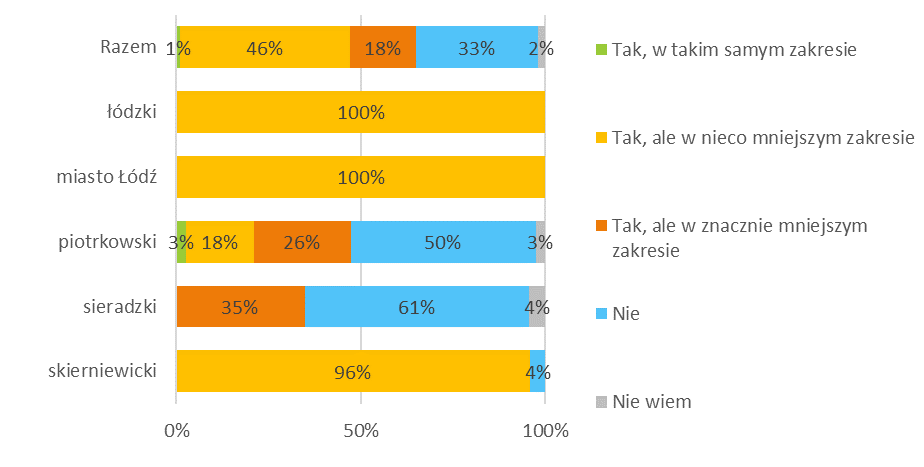 Razem 1% 46% 18% 33% 2%
łódzki 100%
miasto Łódź 100%
piotrkowski 3% 18% 26% 50% 3%
sieradzki 35% 61% 4%
skierniewicki 96% 4%
0% 50% 100%
Tak, w takim samym zakresie
Tak, ale w nieco mniejszym zakresie
Tak, ale w znacznie mniejszym
zakresie
Nie
Nie wiem